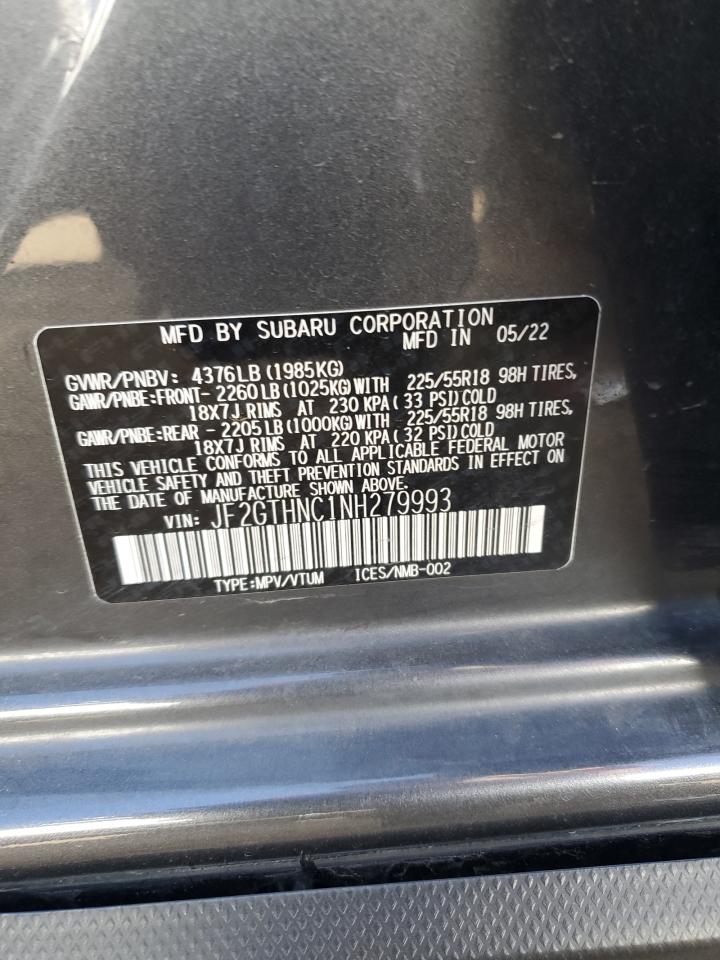 MFD BY SUBARU CORPORATION
MFD IN 05/22
GVWR/PNBV: 4376LB (1985KG)
GAWR/PNBE:FRONT- 2260LB(1025KG)WITH 225/55R18 98H TIRES,
18X7J RIMS AT 230 KPA( 33 PSI)COLD
GAWR/PNBE:REAR - 2205LB(1000KG)WITH 225/55R18 98H TIRES,
18X7J RIMS AT 220 KPA( 32 PSI)COLD
THIS VEHICLE CONFORMS TO ALL APPLICABLE FEDERAL MOTOR
VEHICLE SAFETY AND THEFT PREVENTION STANDARDS IN EFFECT ON
THE DATE OF MANUFACTURE SHOWN ABOVE.
VIN: JF2GTHNC1NH279993
TYPE:MPV/VTUM ICES/NMB-002